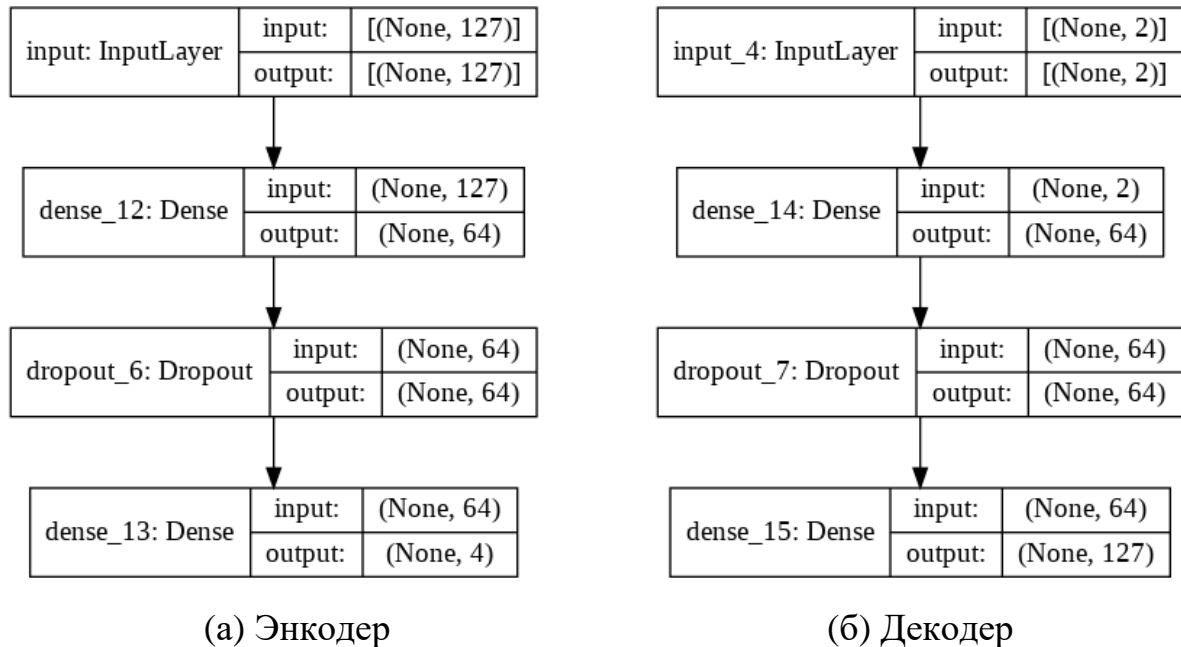 input: InputLayer
input: [(None, 127)]
output: [(None, 127)]
dense_12: Dense
input: (None, 127)
output: (None, 64)
dropout_6: Dropout
input: (None, 64)
output: (None, 64)
dense_13: Dense
input: (None, 64)
output: (None, 4)
(а) Энкодер
input_4: InputLayer
input: [(None, 2)]
output: [(None, 2)]
dense_14: Dense
input: (None, 2)
output: (None, 64)
dropout_7: Dropout
input: (None, 64)
output: (None, 64)
dense_15: Dense
input: (None, 64)
output: (None, 127)
(б) Декодер